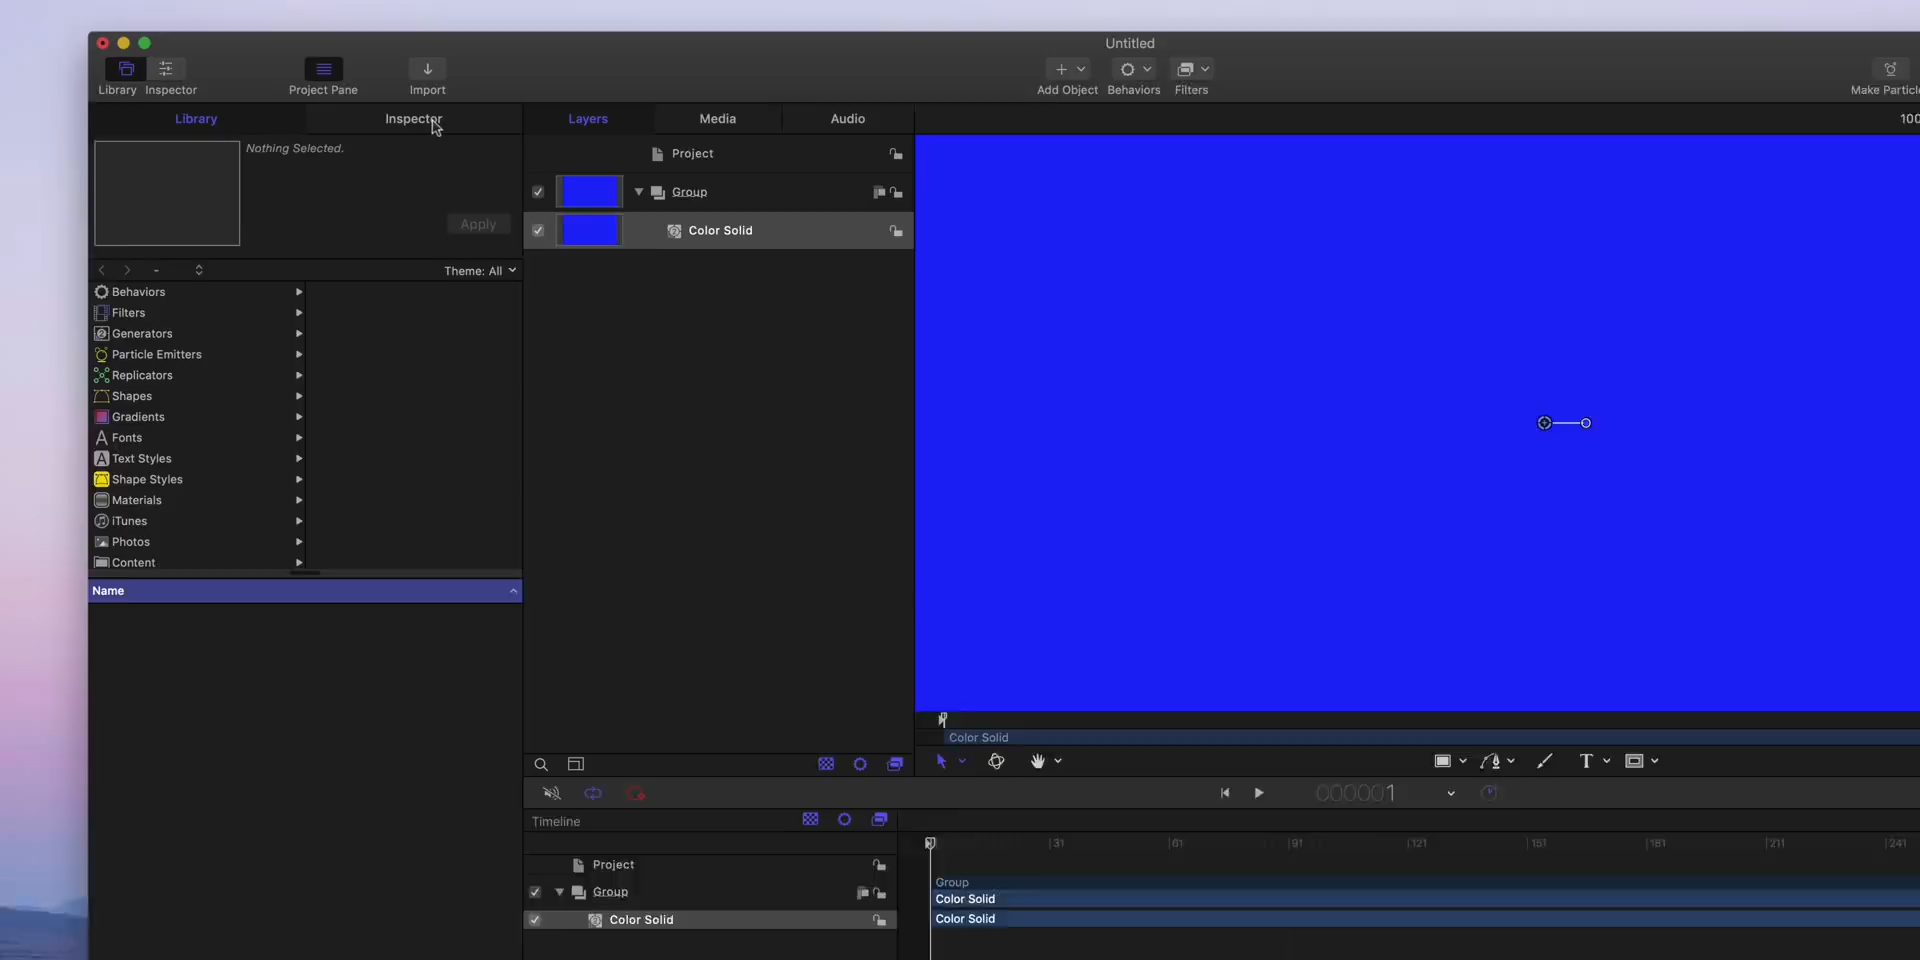 Untitled
Library
Inspector
Project Pane
Import
Add Object
Behaviors
Filters
Make Particle
Library
Inspector
Layers
Media
Audio
100
Nothing Selected.
Apply
Theme: All
Behaviors
Filters
Generators
Particle Emitters
Replicators
Shapes
Gradients
Fonts
Text Styles
Shape Styles
Materials
iTunes
Photos
Content
Name
Project
Group
Color Solid
Color Solid
000001
Timeline
31
61
91
121
151
181
211
241
Project
Group
Color Solid
Group
Color Solid
Color Solid